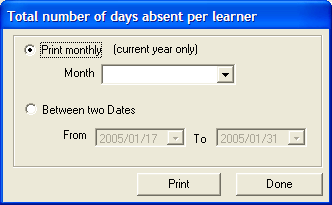 Total number of days absent per learner
Print monthly (current year only)
Month
Between two Dates
From 2005/01/17 To 2005/01/31
Print Done